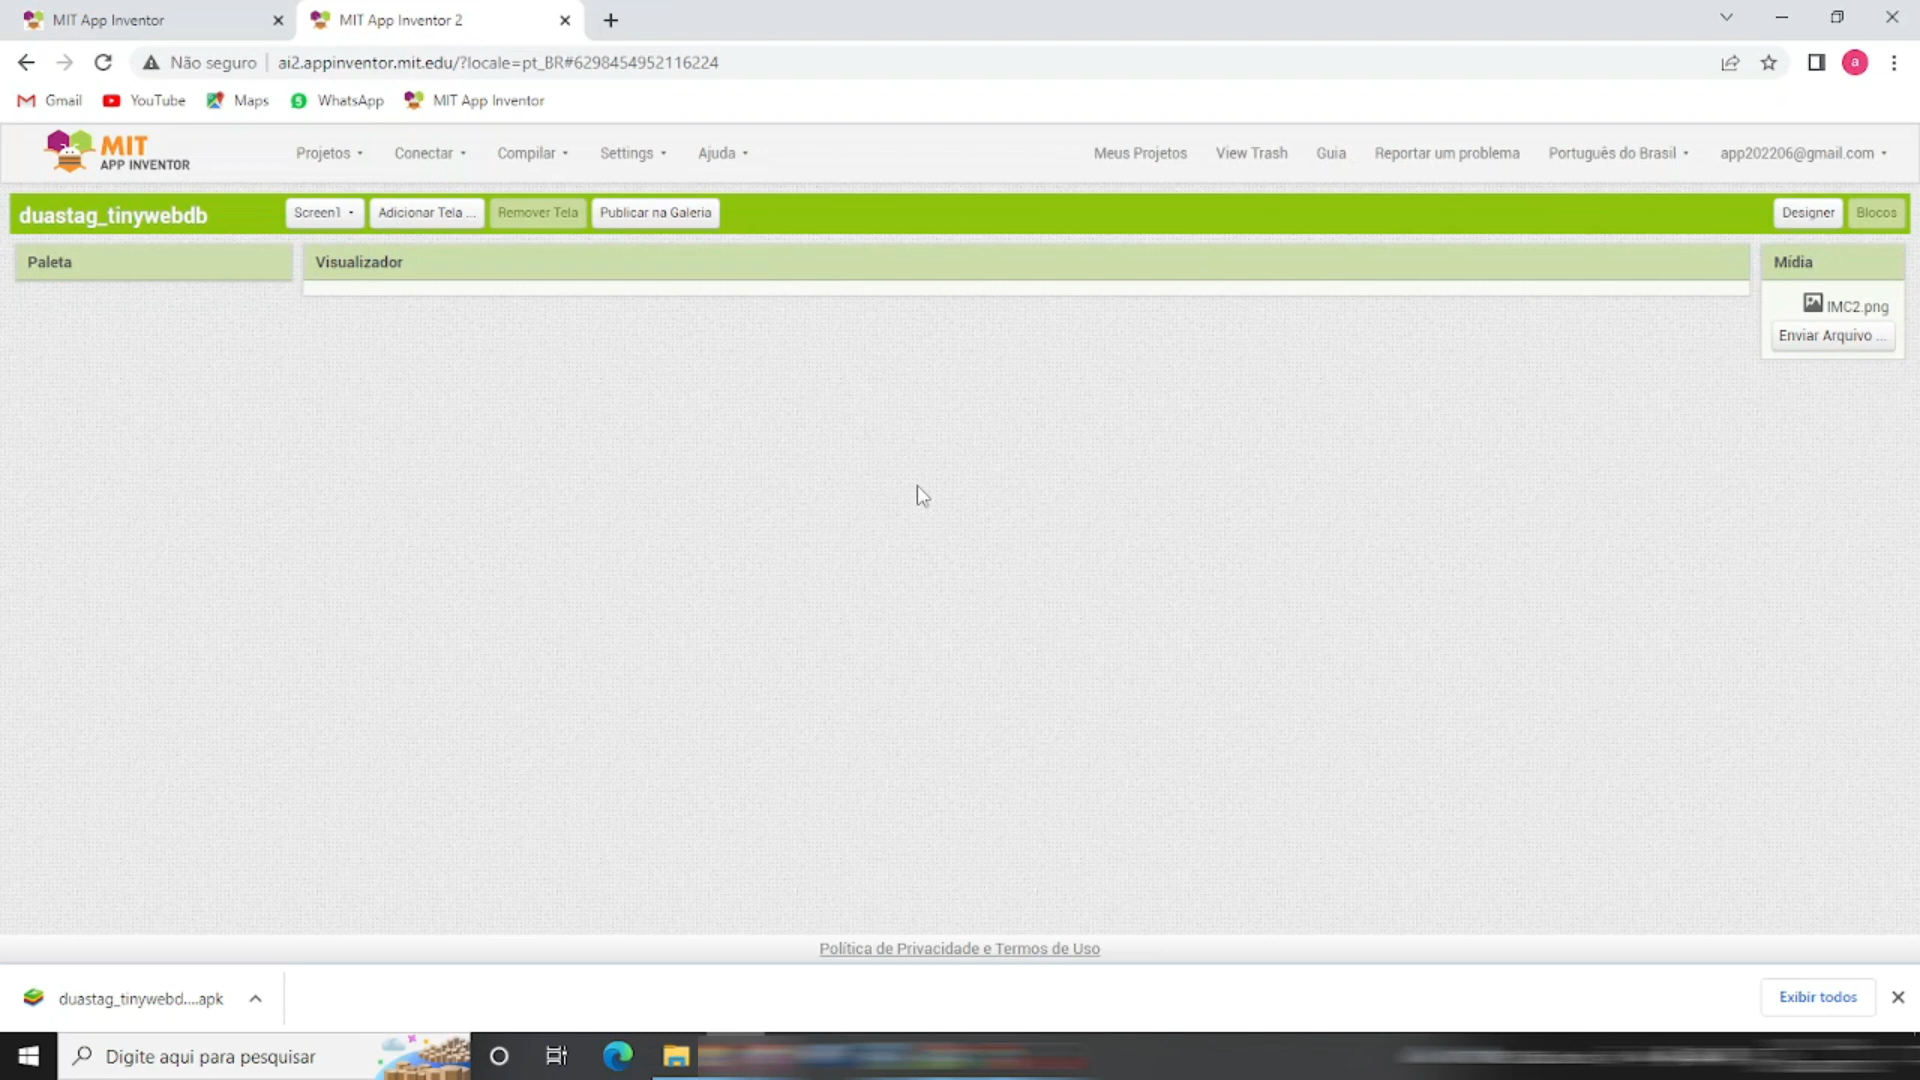 MIT App Inventor
MIT App Inventor 2
Não seguro
ai2.appinventor.mit.edu/?locale=pt_BR#6298454952116224
a
Gmail
YouTube
Maps
WhatsApp
MIT App Inventor
MIT
APP INVENTOR
Projetos
Conectar
Compilar
Settings
Ajuda
Meus Projetos
View Trash
Guia
Reportar um problema
Português do Brasil
app202206@gmail.com
duastag_tinywebdb
Screen1
Adicionar Tela ...
Remover Tela
Publicar na Galeria
Designer
Blocos
Paleta
Visualizador
Mídia
IMC2.png
Enviar Arquivo ...
Política de Privacidade e Termos de Uso
duastag_tinywebd....apk
Exibir todos
Digite aqui para pesquisar